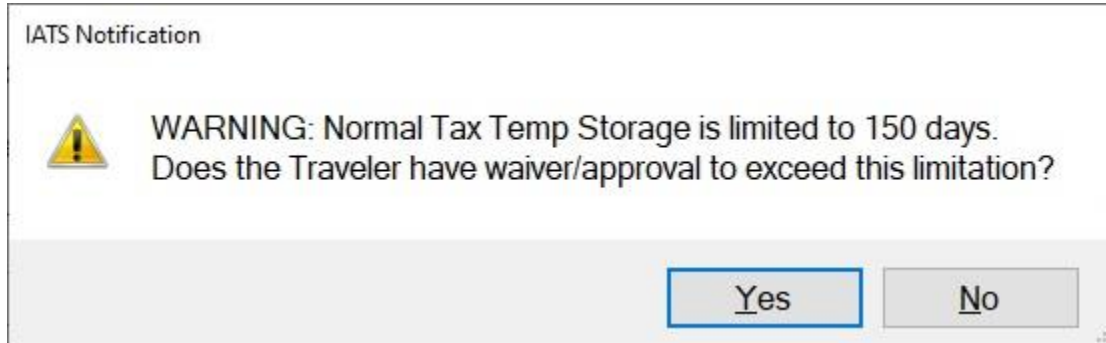 IATS Notification
WARNING: Normal Tax Temp Storage is limited to 150 days.
Does the Traveler have waiver/approval to exceed this limitation?
Yes
No